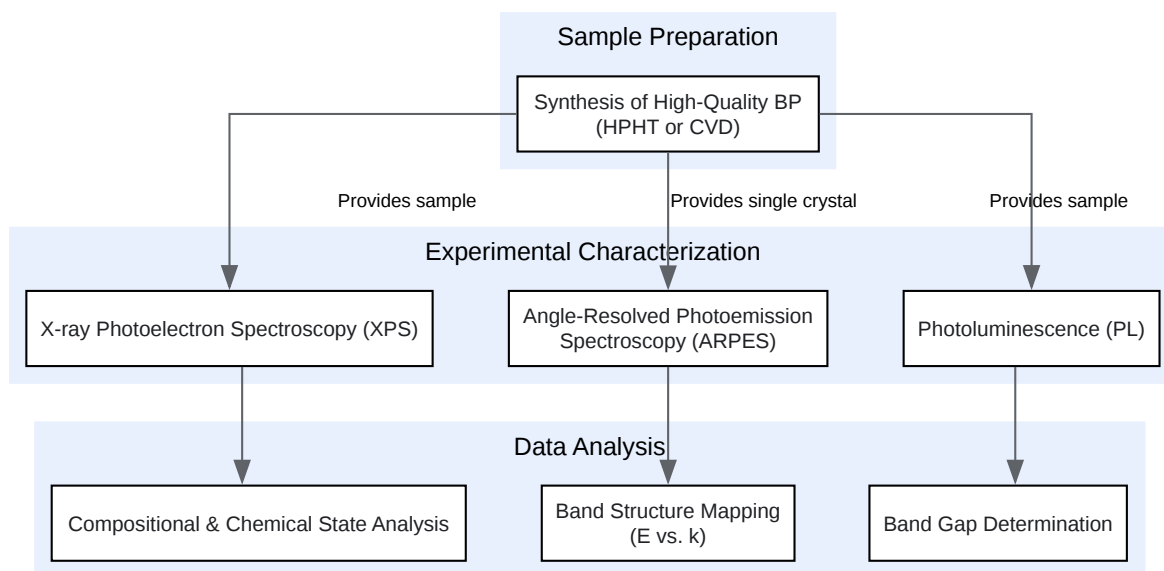 Sample Preparation
Synthesis of High-Quality BP
(HPHT or CVD)
Provides sample
Provides single crystal
Provides sample
Experimental Characterization
X-ray Photoelectron Spectroscopy (XPS)
Angle-Resolved Photoemission
Spectroscopy (ARPES)
Photoluminescence (PL)
Data Analysis
Compositional & Chemical State Analysis
Band Structure Mapping
(E vs. k)
Band Gap Determination